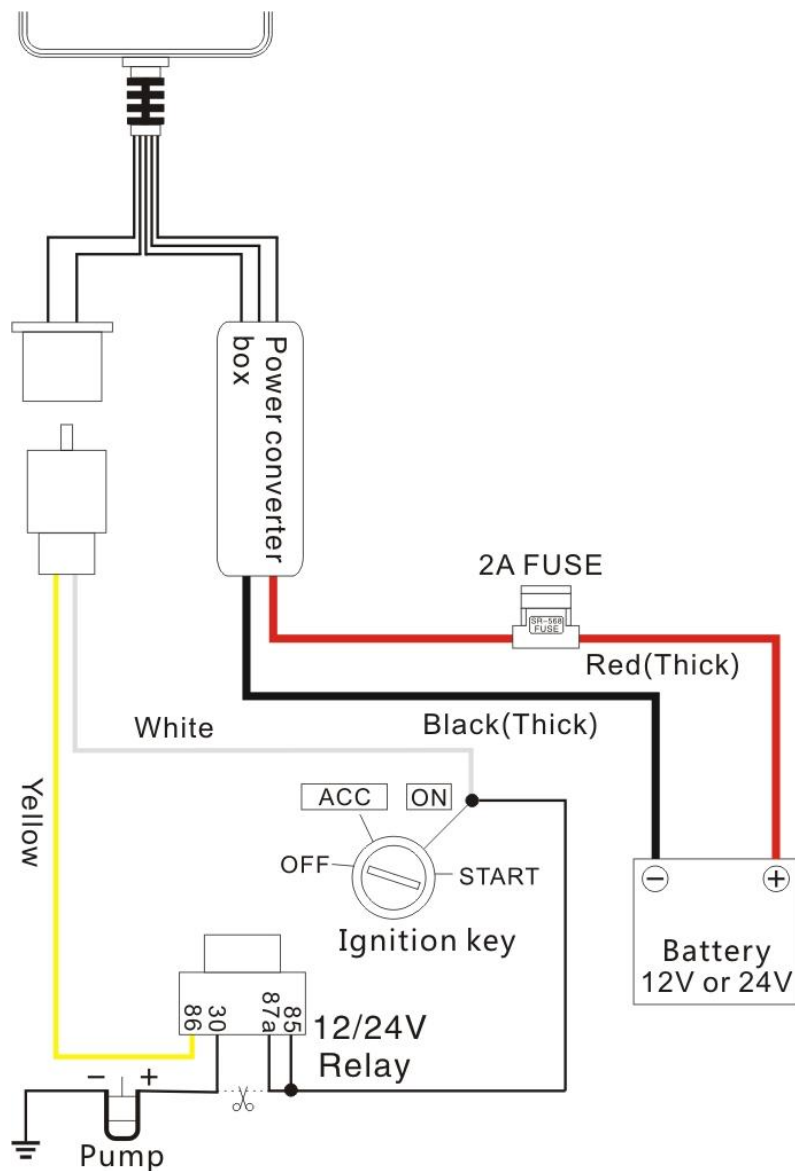 Power converter
box
2A FUSE
SR-568
FUSE
Red(Thick)
Black(Thick)
White
Yellow
ACC
ON
OFF
START
Ignition key
−
+
Battery
12V or 24V
86
30
87a
85
12/24V
Relay
−
+
Pump